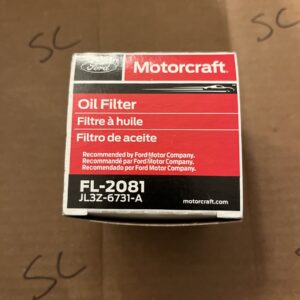 SC
SC
Ford
Motorcraft
Oil Filter
Filtre à huile
Filtro de aceite
Recommended by Ford Motor Company.
Recommandé par Ford Motor Company.
Recomendado por Ford Motor Company.
FL-2081
JL3Z-6731-A
motorcraft.com
SC
SC